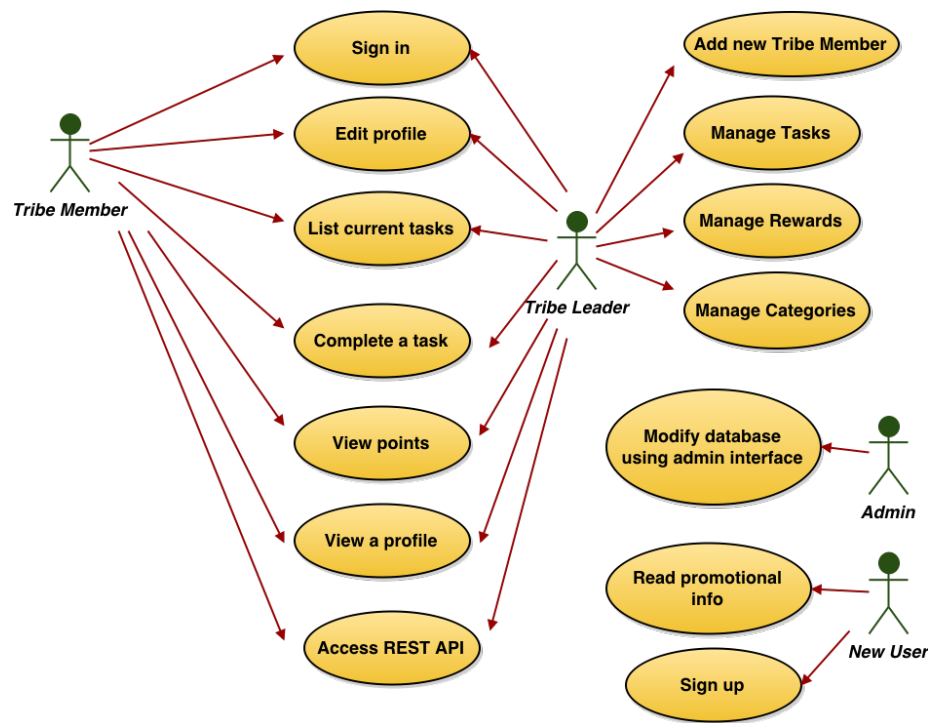 Sign in
Add new Tribe Member
Edit profile
Manage Tasks
Tribe Member
List current tasks
Manage Rewards
Tribe Leader
Manage Categories
Complete a task
View points
Modify database
using admin interface
Admin
View a profile
Read promotional
info
Access REST API
New User
Sign up